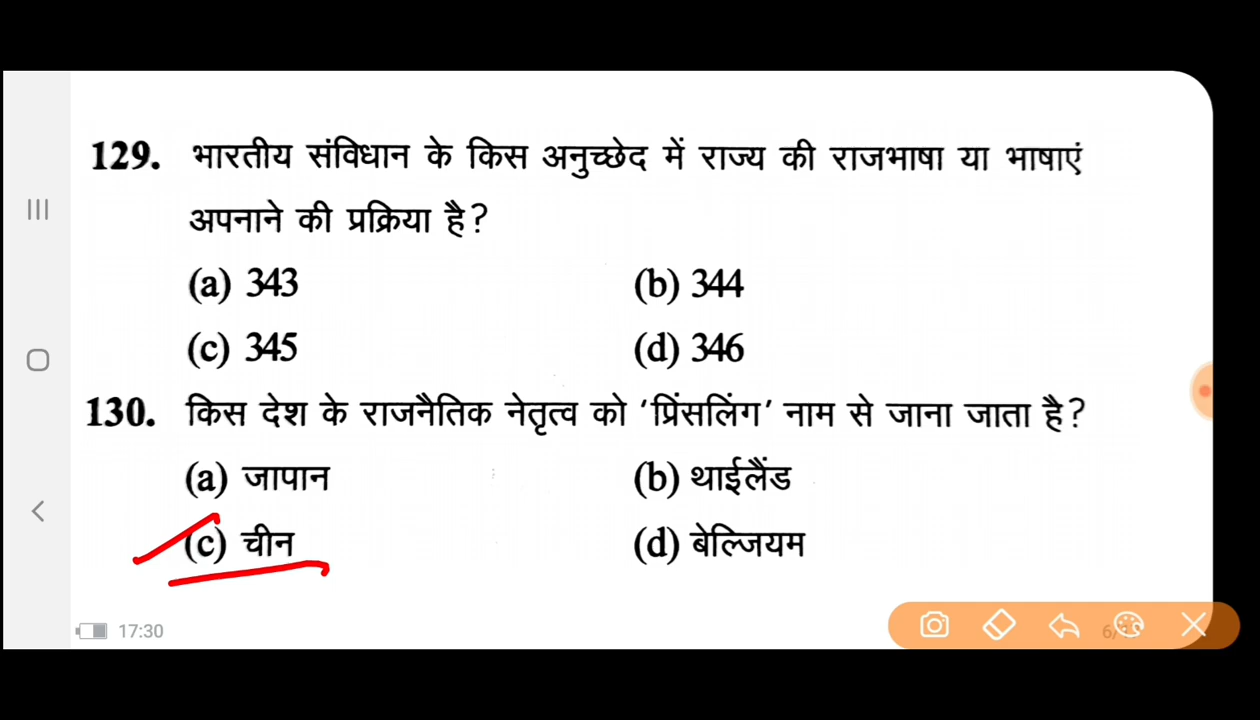 129. भारतीय संविधान के किस अनुच्छेद में राज्य की राजभाषा या भाषाएं
अपनाने की प्रक्रिया है?
(a) 343 (b) 344
(c) 345 (d) 346
130. किस देश के राजनैतिक नेतृत्व को ‘प्रिंसलिंग’ नाम से जाना जाता है?
(a) जापान (b) थाईलैंड
(c) चीन (d) बेल्जियम
17:30